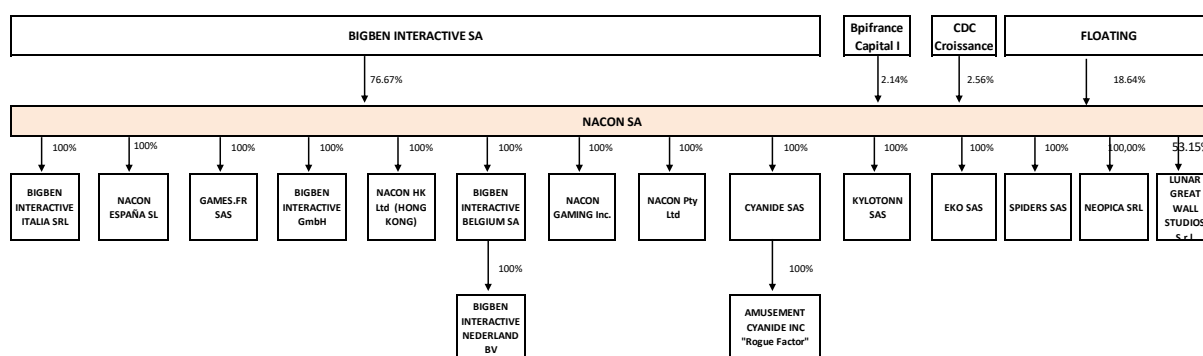 BIGBEN INTERACTIVE SA
Bpifrance
Capital I
CDC
Croissance
FLOATING
76.67%
2.14%
2.56%
18.64%
NACON SA
100%
100%
100%
100%
100%
100%
100%
100%
100%
100%
100%
100%
100,00%
53.15%
BIGBEN
INTERACTIVE
ITALIA SRL
NACON
ESPAÑA SL
GAMES.FR
SAS
BIGBEN
INTERACTIVE
GmbH
NACON HK
Ltd (HONG
KONG)
BIGBEN
INTERACTIVE
BELGIUM SA
NACON
GAMING Inc.
NACON Pty
Ltd
CYANIDE SAS
KYLOTONN
SAS
EKO SAS
SPIDERS SAS
NEOPICA SRL
LUNAR
GREAT
WALL
STUDIOS
S.r.l.
100%
100%
BIGBEN
INTERACTIVE
NEDERLAND
BV
AMUSEMENT
CYANIDE INC
"Rogue Factor"